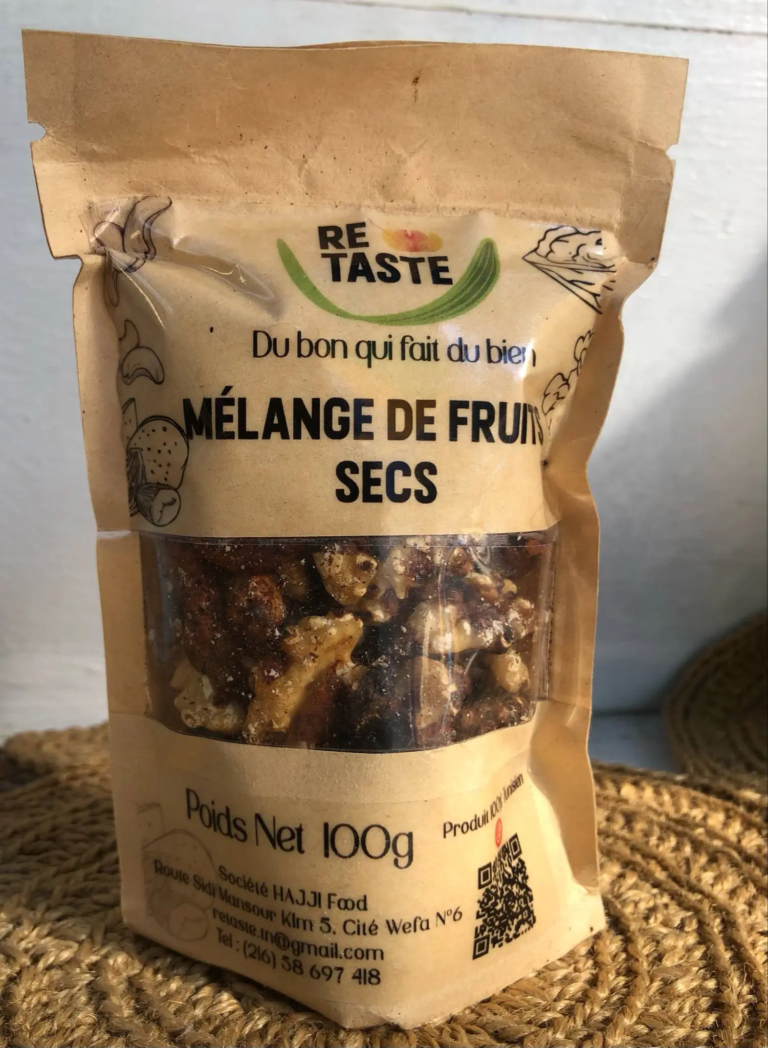 RE
TASTE
Du bon qui fait du bien
MÉLANGE DE FRUITS
SECS
Poids Net 100g
Produit 100% Tunisien
Société HAJJI Food
Route Sidi Mansour Klm 5, Cité Wefa N°6
retaste.tn@gmail.com
Tel : (216) 58 697 418